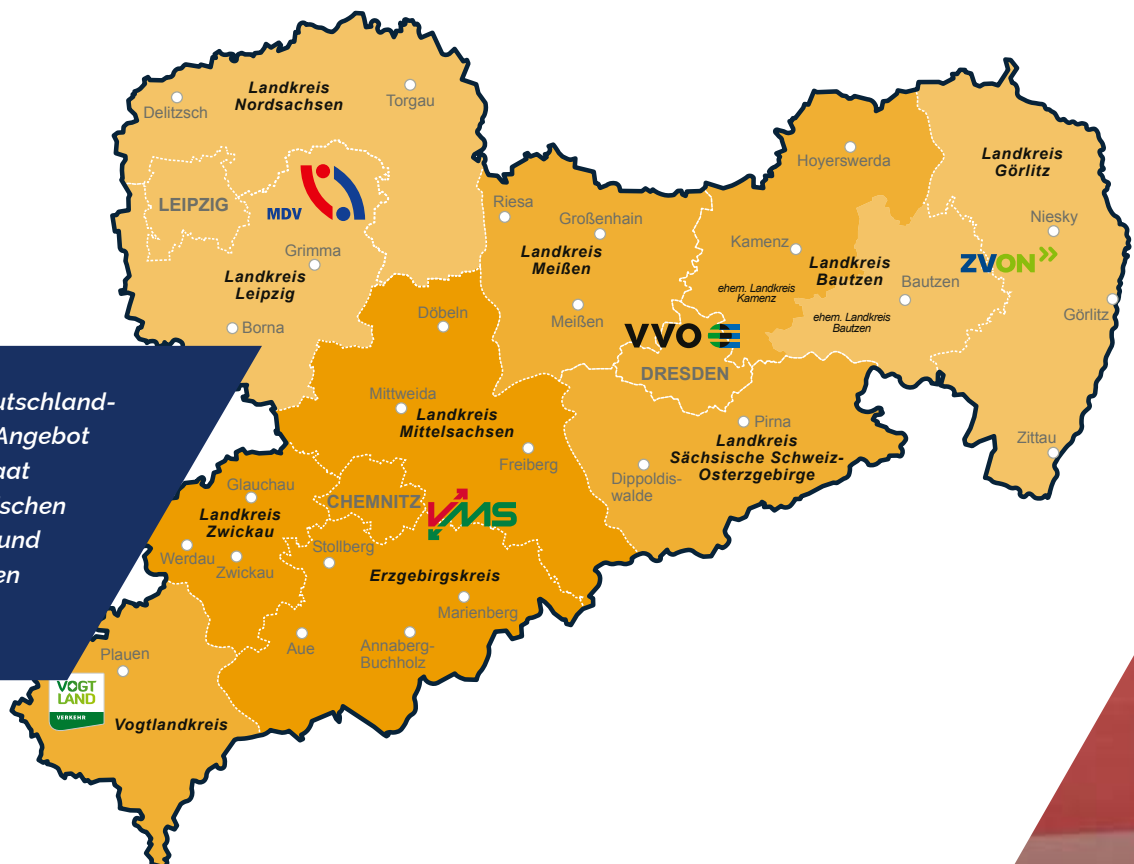 Landkreis
Nordsachsen
Delitzsch
Torgau
LEIPZIG
MDV
Grimma
Landkreis
Leipzig
Borna
Riesa
Großenhain
Landkreis
Meißen
Meißen
Hoyerswerda
Kamenz
Landkreis
Bautzen
ehem. Landkreis
Kamenz
ehem. Landkreis
Bautzen
Bautzen
Landkreis
Görlitz
Niesky
ZVON
Görlitz
Zittau
VVO
DRESDEN
Pirna
Landkreis
Sächsische Schweiz-
Osterzgebirge
Dippoldis-
walde
Döbeln
Mittweida
Landkreis
Mittelsachsen
Freiberg
CHEMNITZ
VMS
Glauchau
Landkreis
Zwickau
Werdau
Zwickau
Stollberg
Erzgebirgskreis
Marienberg
Aue
Annaberg-
Buchholz
Plauen
VOGT
LAND
VERKEHR
Vogtlandkreis
utschland-
Angebot
aat
ischen
und
en